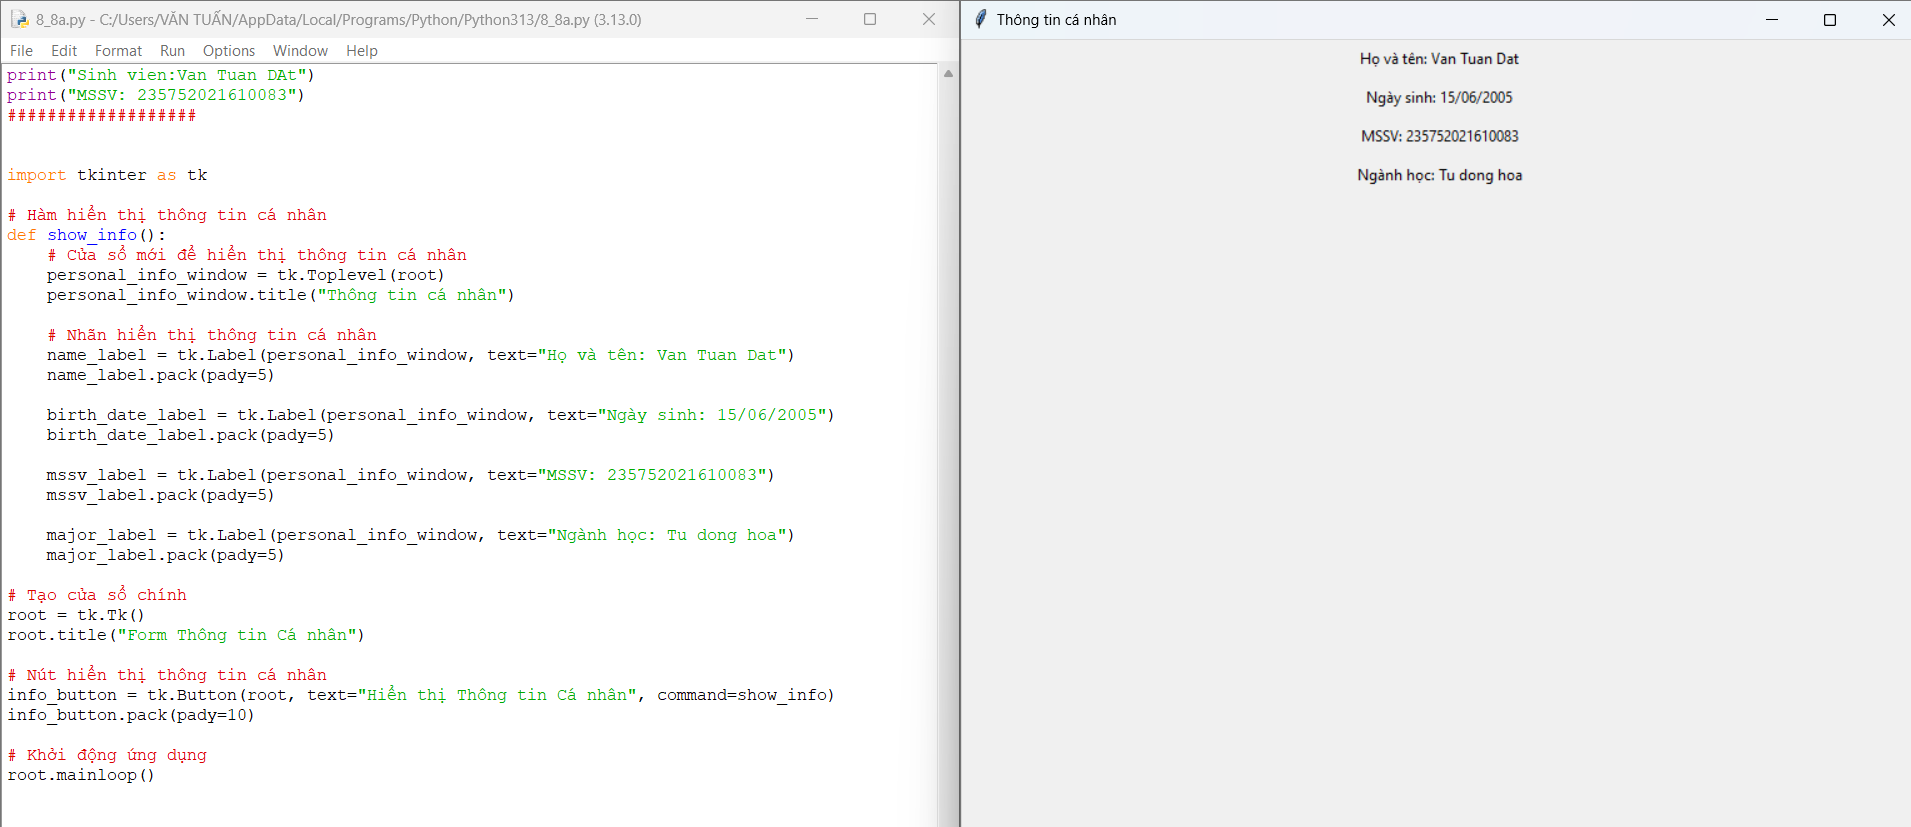 8_8a.py - C:/Users/VĂN TUẤN/AppData/Local/Programs/Python/Python313/8_8a.py (3.13.0)
File Edit Format Run Options Window Help
print("Sinh vien:Van Tuan DAt")
print("MSSV: 235752021610083")
###################
import tkinter as tk
# Hàm hiển thị thông tin cá nhân
def show_info():
    # Cửa sổ mới để hiển thị thông tin cá nhân
    personal_info_window = tk.Toplevel(root)
    personal_info_window.title("Thông tin cá nhân")
    # Nhãn hiển thị thông tin cá nhân
    name_label = tk.Label(personal_info_window, text="Họ và tên: Van Tuan Dat")
    name_label.pack(pady=5)
    birth_date_label = tk.Label(personal_info_window, text="Ngày sinh: 15/06/2005")
    birth_date_label.pack(pady=5)
    mssv_label = tk.Label(personal_info_window, text="MSSV: 235752021610083")
    mssv_label.pack(pady=5)
    major_label = tk.Label(personal_info_window, text="Ngành học: Tu dong hoa")
    major_label.pack(pady=5)
# Tạo cửa sổ chính
root = tk.Tk()
root.title("Form Thông tin Cá nhân")
# Nút hiển thị thông tin cá nhân
info_button = tk.Button(root, text="Hiển thị Thông tin Cá nhân", command=show_info)
info_button.pack(pady=10)
# Khởi động ứng dụng
root.mainloop()
Thông tin cá nhân
Họ và tên: Van Tuan Dat
Ngày sinh: 15/06/2005
MSSV: 235752021610083
Ngành học: Tu dong hoa